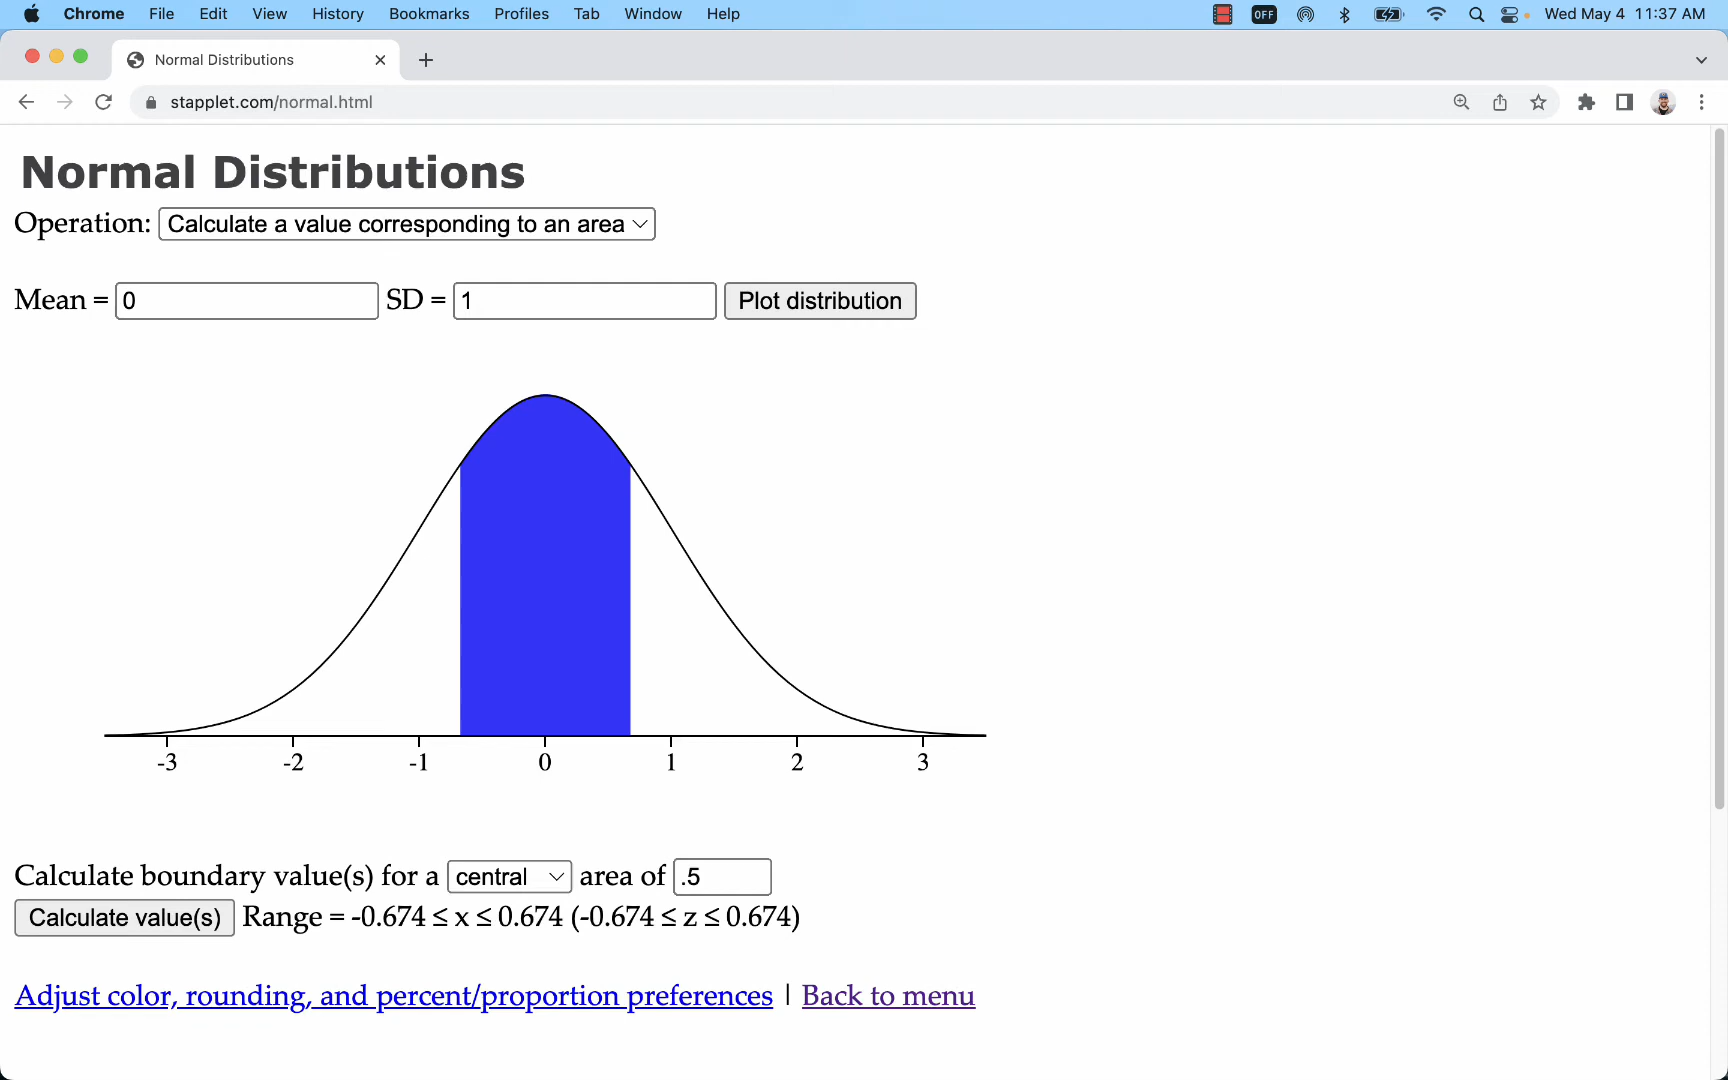 Chrome File Edit View History Bookmarks Profiles Tab Window Help OFF Wed May 4 11:37 AM
Normal Distributions
stapplet.com/normal.html
Normal Distributions
Operation: Calculate a value corresponding to an area
Mean = 0 SD = 1 Plot distribution
-3 -2 -1 0 1 2 3
Calculate boundary value(s) for a central area of .5
Calculate value(s) Range = -0.674 ≤ x ≤ 0.674 (-0.674 ≤ z ≤ 0.674)
Adjust color, rounding, and percent/proportion preferences | Back to menu